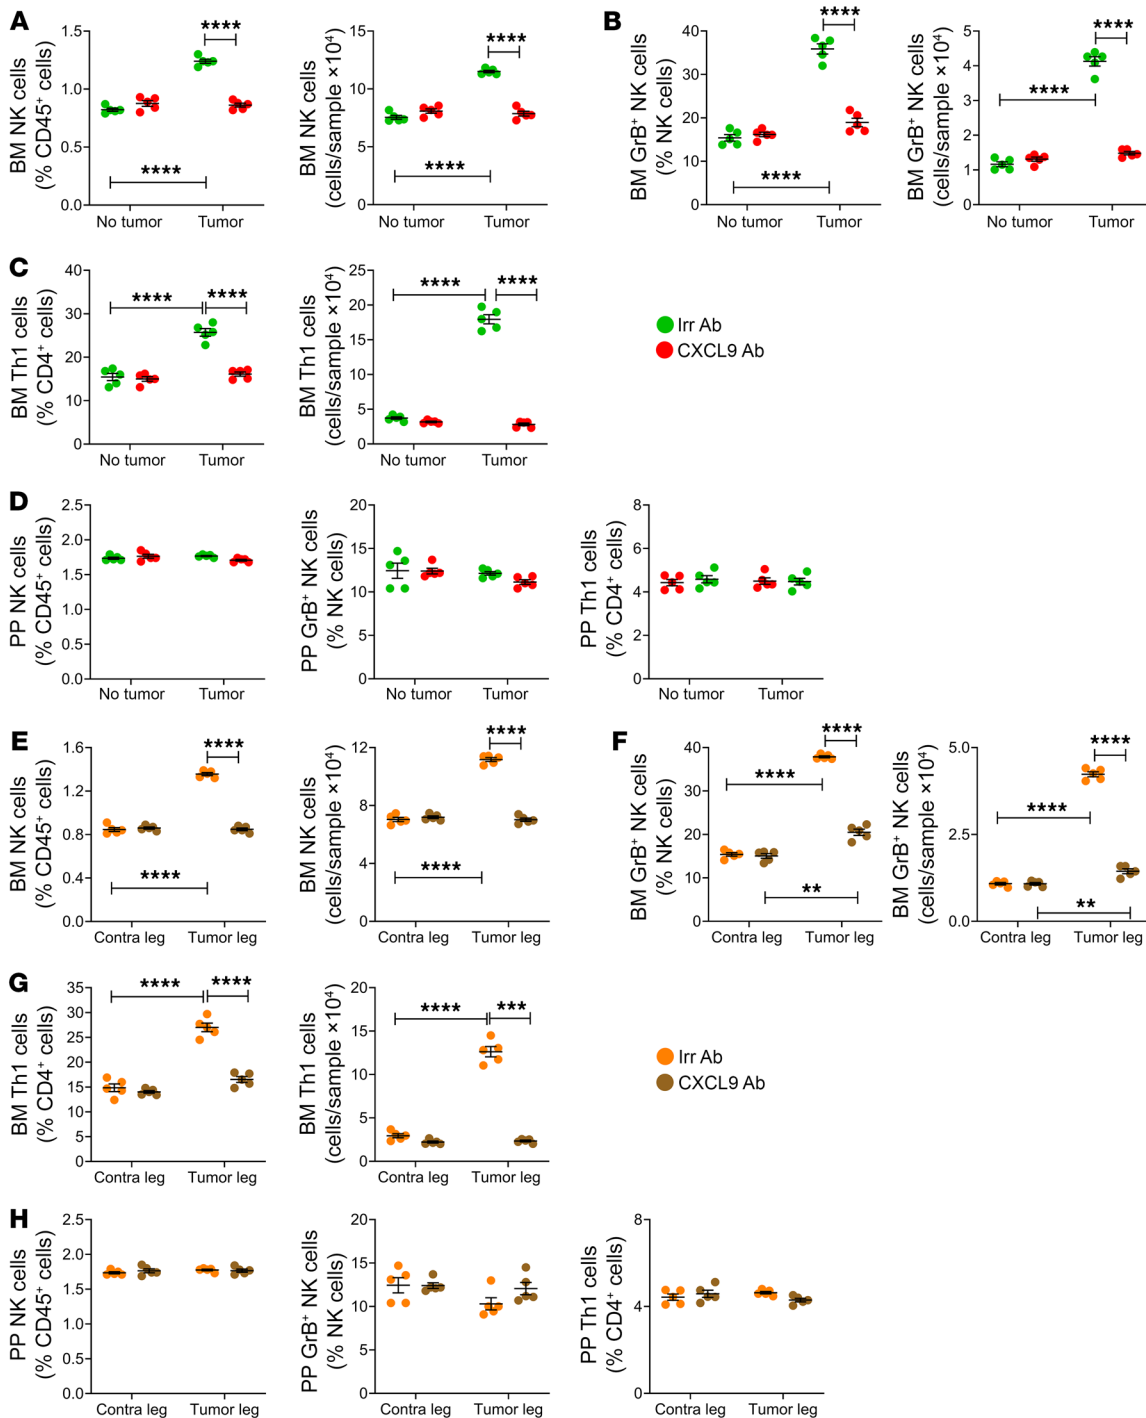 A
BM NK cells
(% CD45⁺ cells)
1.5
1.0
0.5
0.0
****
****
No tumor
Tumor
BM NK cells
(cells/sample ×10⁴)
15
10
5
0
****
****
No tumor
Tumor
B
BM GrB⁺ NK cells
(% NK cells)
40
30
20
10
0
****
****
No tumor
Tumor
BM GrB⁺ NK cells
(cells/sample ×10⁴)
5
4
3
2
1
0
****
****
No tumor
Tumor
C
BM Th1 cells
(% CD4⁺ cells)
40
30
20
10
0
****
****
No tumor
Tumor
BM Th1 cells
(cells/sample ×10⁴)
25
20
15
10
5
0
****
****
No tumor
Tumor
Irr Ab
CXCL9 Ab
D
PP NK cells
(% CD45⁺ cells)
2.5
2.0
1.5
1.0
0.5
0.0
No tumor
Tumor
PP GrB⁺ NK cells
(% NK cells)
20
15
10
5
0
No tumor
Tumor
PP Th1 cells
(% CD4⁺ cells)
8
6
4
2
0
No tumor
Tumor
E
BM NK cells
(% CD45⁺ cells)
1.6
1.2
0.8
0.4
0.0
****
****
Contra leg
Tumor leg
BM NK cells
(cells/sample ×10⁴)
12
8
4
0
****
****
Contra leg
Tumor leg
F
BM GrB⁺ NK cells
(% NK cells)
40
30
20
10
0
****
****
**
Contra leg
Tumor leg
BM GrB⁺ NK cells
(cells/sample ×10⁴)
5.0
2.5
0.0
****
****
**
Contra leg
Tumor leg
G
BM Th1 cells
(% CD4⁺ cells)
35
30
25
20
15
10
5
0
****
****
Contra leg
Tumor leg
BM Th1 cells
(cells/sample ×10⁴)
20
15
10
5
0
****
***
Contra leg
Tumor leg
Irr Ab
CXCL9 Ab
H
PP NK cells
(% CD45⁺ cells)
2.5
2.0
1.5
1.0
0.5
0.0
Contra leg
Tumor leg
PP GrB⁺ NK cells
(% NK cells)
20
15
10
5
0
Contra leg
Tumor leg
PP Th1 cells
(% CD4⁺ cells)
8
4
0
Contra leg
Tumor leg